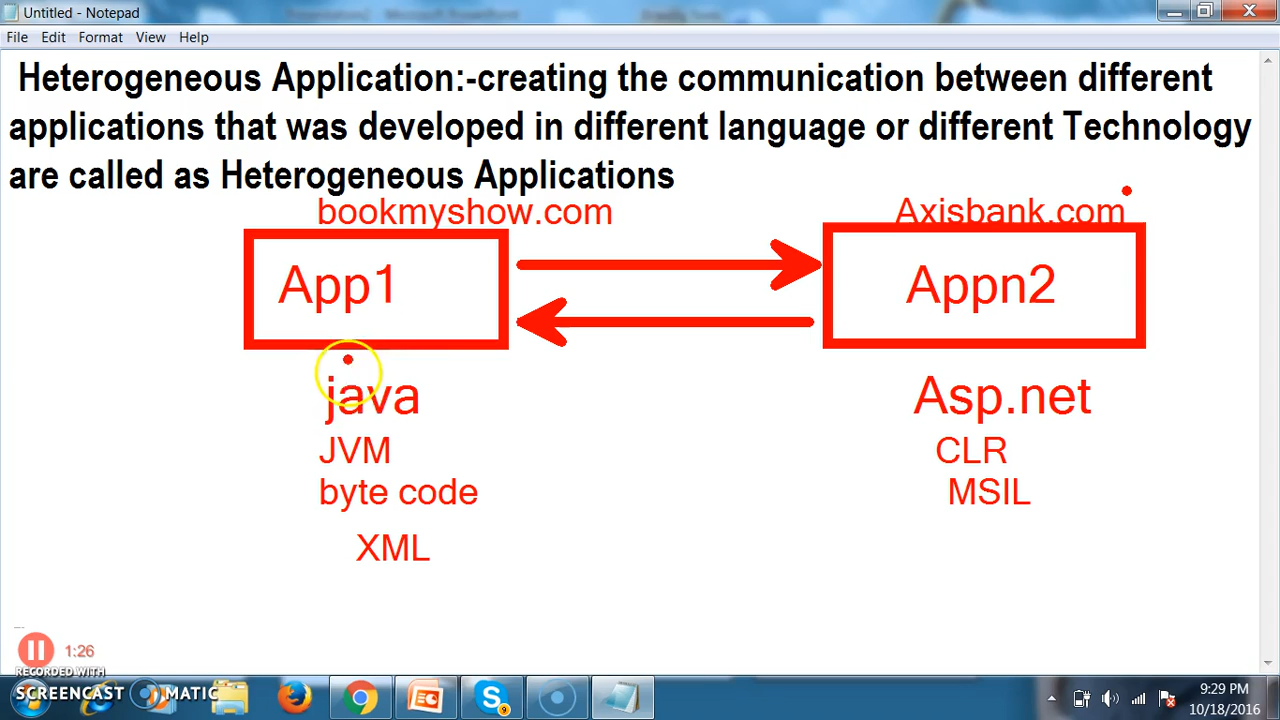 Untitled - Notepad
File Edit Format View Help
Heterogeneous Application:-creating the communication between different
applications that was developed in different language or different Technology
are called as Heterogeneous Applications
bookmyshow.com Axisbank.com
App1 Appn2
java Asp.net
JVM CLR
byte code MSIL
XML
1:26
RECORDED WITH
SCREENCAST MATIC
9
9:29 PM
10/18/2016